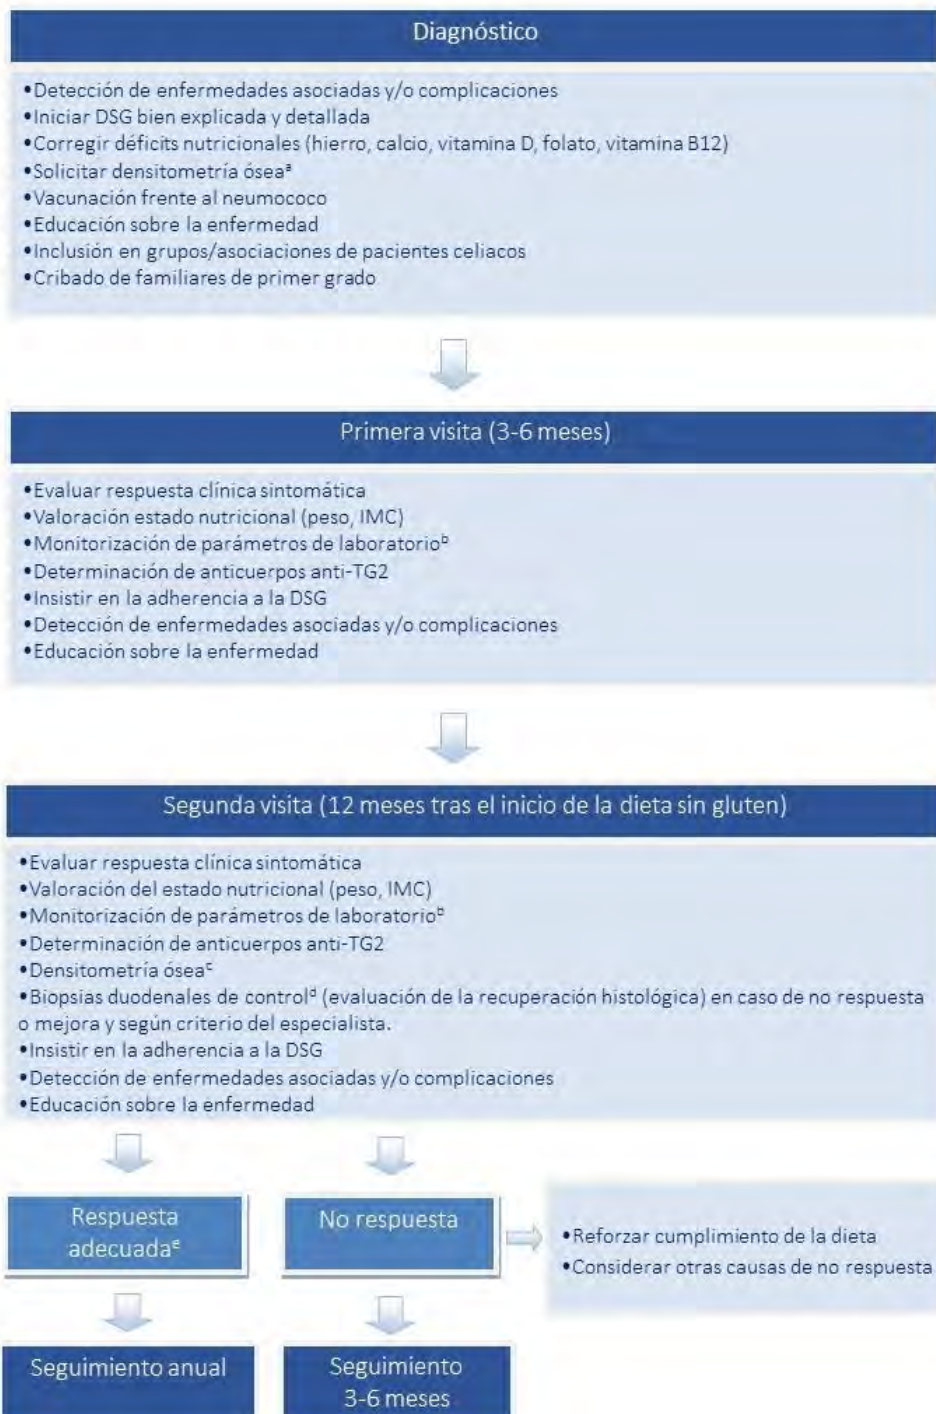 Diagnóstico
•Detección de enfermedades asociadas y/o complicaciones
•Iniciar DSG bien explicada y detallada
•Corregir déficits nutricionales (hierro, calcio, vitamina D, folato, vitamina B12)
•Solicitar densitometría óseaᵃ
•Vacunación frente al neumococo
•Educación sobre la enfermedad
•Inclusión en grupos/asociaciones de pacientes celiacos
•Cribado de familiares de primer grado
Primera visita (3-6 meses)
•Evaluar respuesta clínica sintomática
•Valoración estado nutricional (peso, IMC)
•Monitorización de parámetros de laboratorioᵇ
•Determinación de anticuerpos anti-TG2
•Insistir en la adherencia a la DSG
•Detección de enfermedades asociadas y/o complicaciones
•Educación sobre la enfermedad
Segunda visita (12 meses tras el inicio de la dieta sin gluten)
•Evaluar respuesta clínica sintomática
•Valoración del estado nutricional (peso, IMC)
•Monitorización de parámetros de laboratorioᵇ
•Determinación de anticuerpos anti-TG2
•Densitometría óseaᶜ
•Biopsias duodenales de controlᵈ (evaluación de la recuperación histológica) en caso de no respuesta
o mejora y según criterio del especialista.
•Insistir en la adherencia a la DSG
•Detección de enfermedades asociadas y/o complicaciones
•Educación sobre la enfermedad
Respuesta
adecuadaᵉ
No respuesta
•Reforzar cumplimiento de la dieta
•Considerar otras causas de no respuesta
Seguimiento anual
Seguimiento
3-6 meses